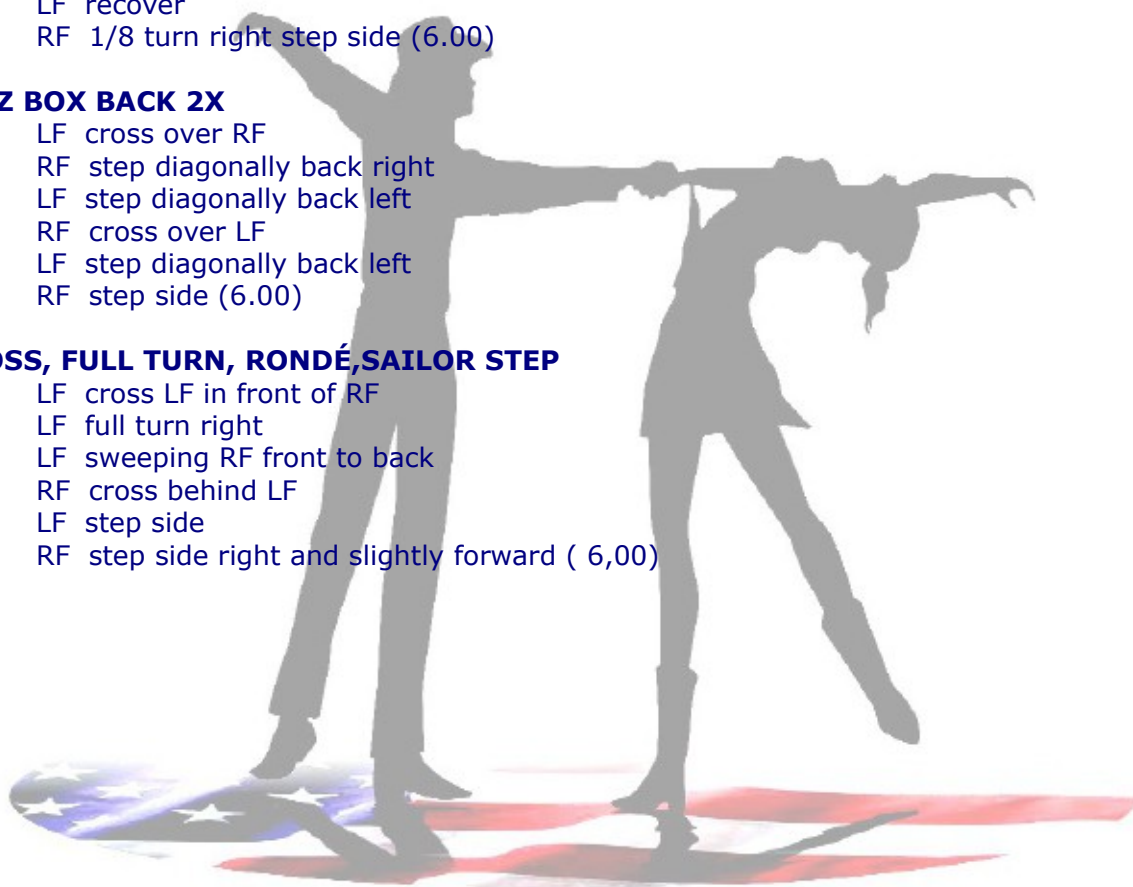 LF recover
RF 1/8 turn right step side (6.00)
Z BOX BACK 2X
LF cross over RF
RF step diagonally back right
LF step diagonally back left
RF cross over LF
LF step diagonally back left
RF step side (6.00)
OSS, FULL TURN, RONDÉ,SAILOR STEP
LF cross LF in front of RF
LF full turn right
LF sweeping RF front to back
RF cross behind LF
LF step side
RF step side right and slightly forward ( 6,00)